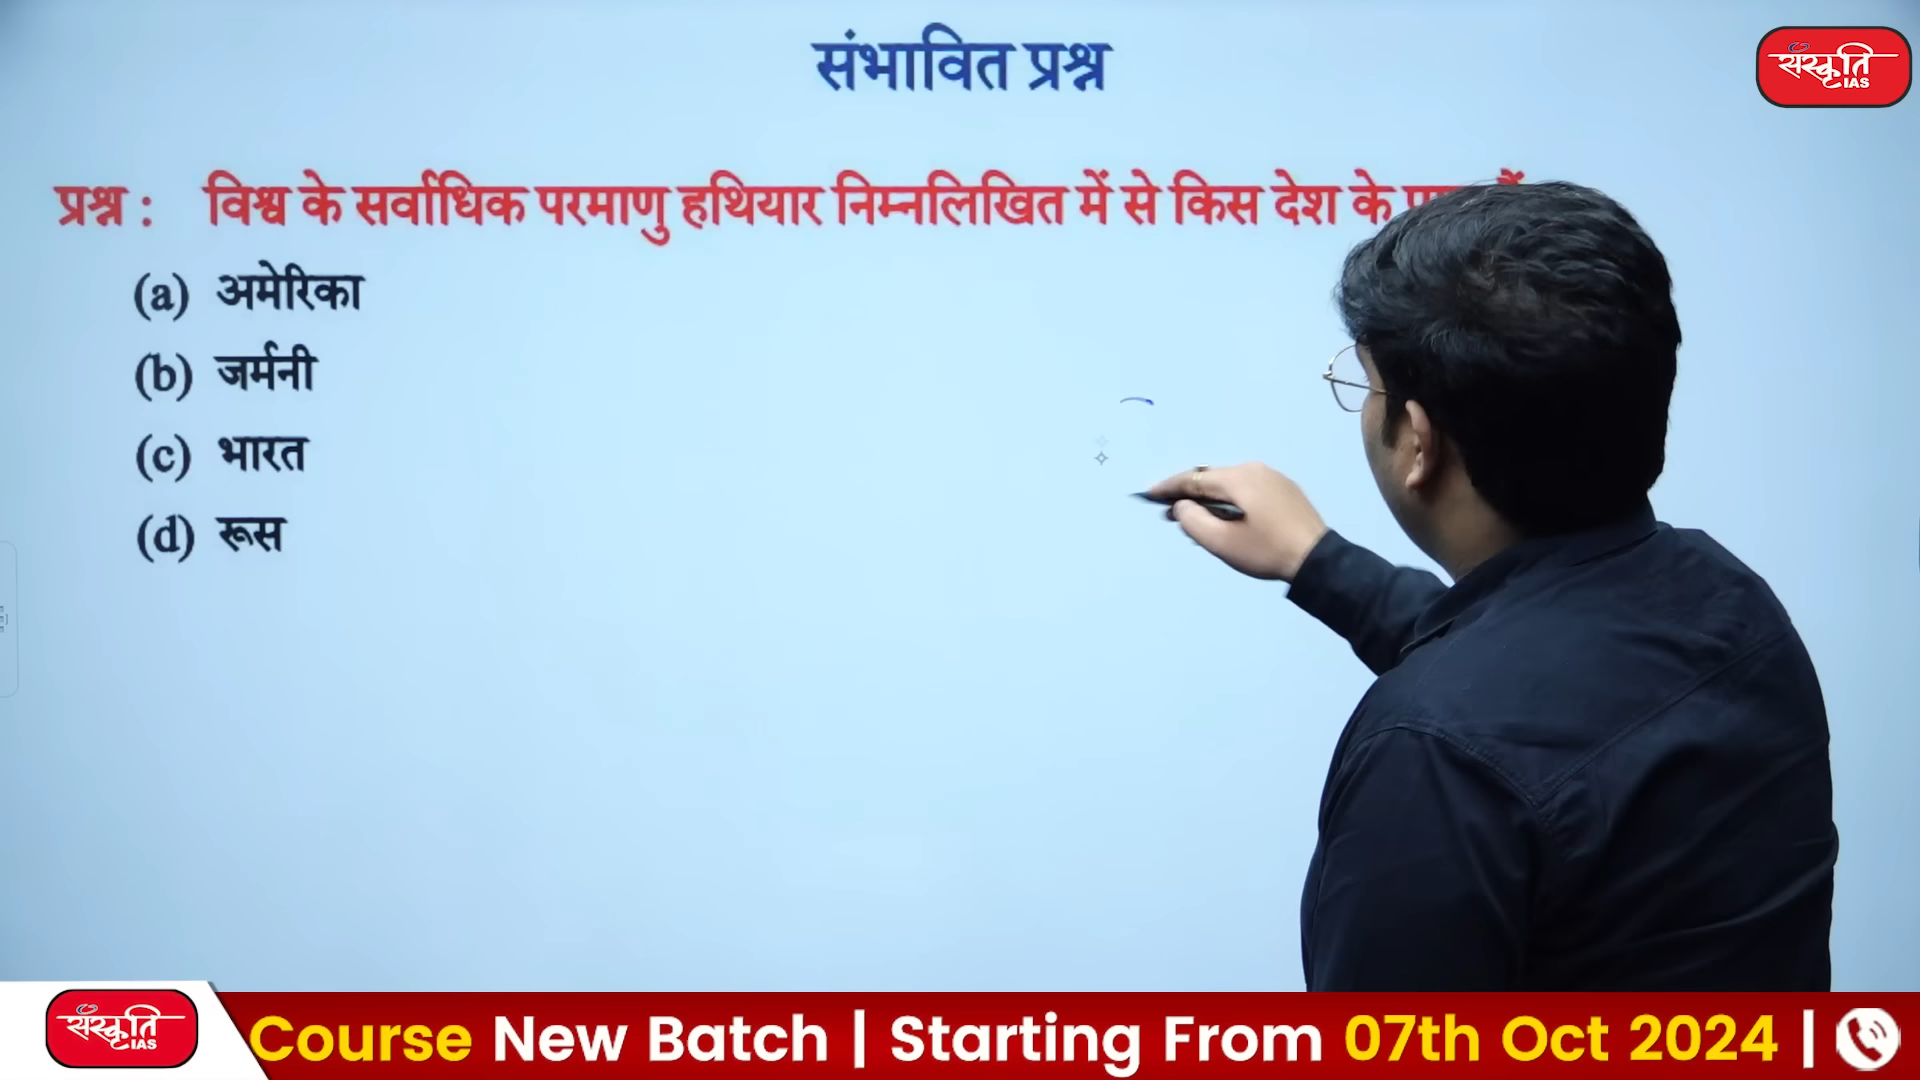 संभावित प्रश्न
संस्कृति
IAS
प्रश्न : विश्व के सर्वाधिक परमाणु हथियार निम्नलिखित में से किस देश के
(a) अमेरिका
(b) जर्मनी
(c) भारत
(d) रूस
संस्कृति
IAS
Course New Batch | Starting From 07th Oct 2024 |